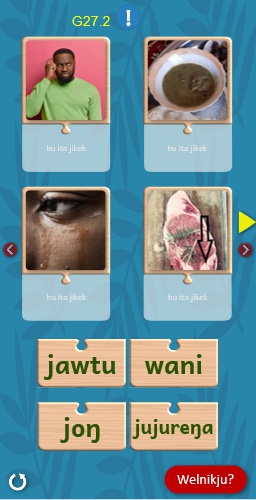 G27.2 !
bu ita jikek
bu ita jikek
bu ita jikek
bu ita jikek
jawtu
wani
joŋ
jujureŋa
Welnikju?